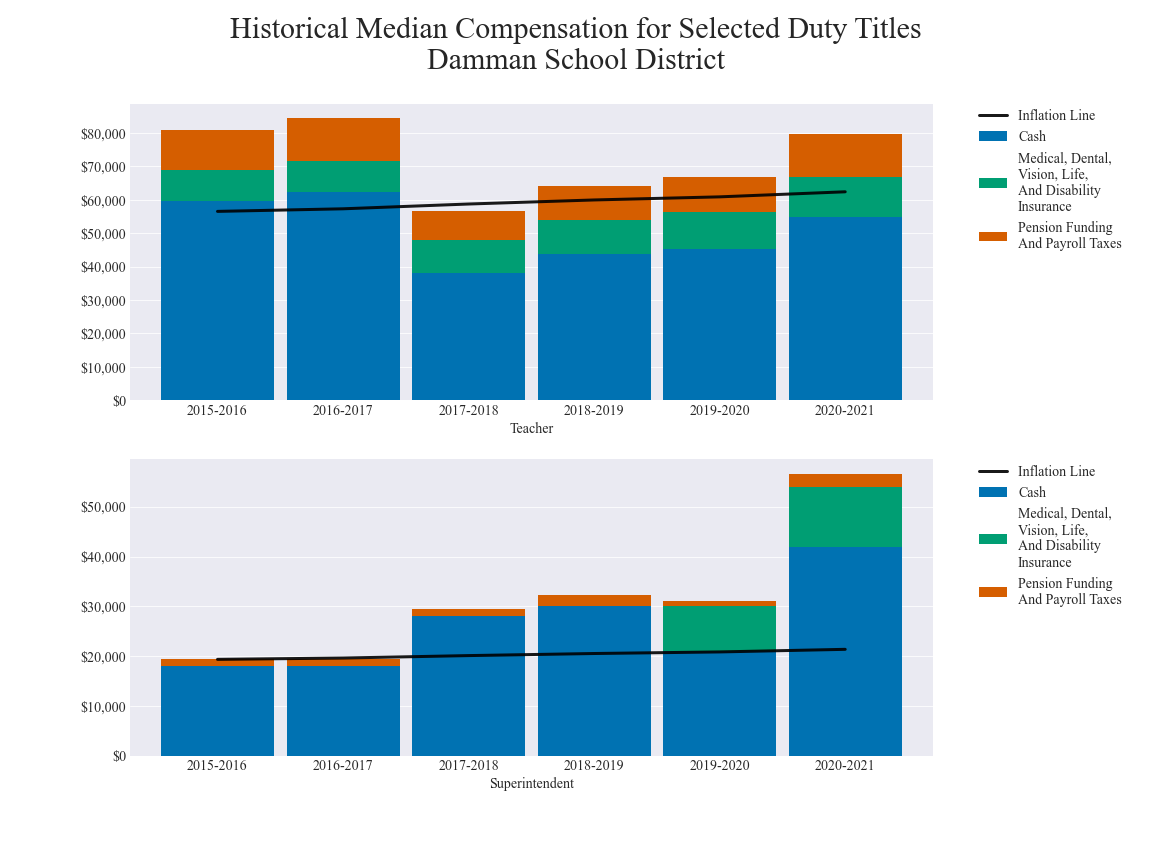 Historical Median Compensation for Selected Duty Titles
Damman School District
$80,000
$70,000
$60,000
$50,000
$40,000
$30,000
$20,000
$10,000
$0
2015-2016
2016-2017
2017-2018
2018-2019
2019-2020
2020-2021
Teacher
Inflation Line
Cash
Medical, Dental,
Vision, Life,
And Disability
Insurance
Pension Funding
And Payroll Taxes
$50,000
$40,000
$30,000
$20,000
$10,000
$0
2015-2016
2016-2017
2017-2018
2018-2019
2019-2020
2020-2021
Superintendent
Inflation Line
Cash
Medical, Dental,
Vision, Life,
And Disability
Insurance
Pension Funding
And Payroll Taxes